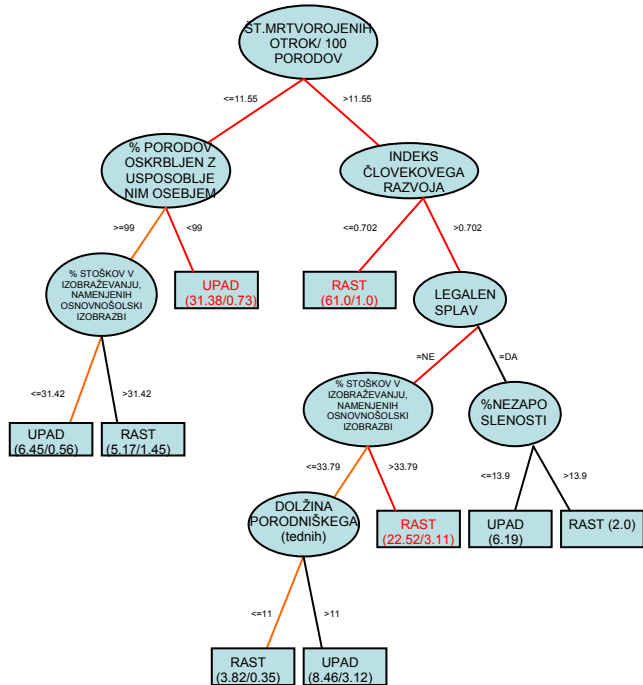 ŠT.MRTVOROJENIH
OTROK/ 100
PORODOV
<=11.55
>11.55
% PORODOV
OSKRBLJEN Z
USPOSOBLJE
NIM OSEBJEM
INDEKS
ČLOVEKOVEGA
RAZVOJA
>=99
<99
<=0.702
>0.702
% STOŠKOV V
IZOBRAŽEVANJU,
NAMENJENIH
OSNOVNOŠOLSKI
IZOBRAZBI
UPAD
(31.38/0.73)
RAST
(61.0/1.0)
LEGALEN
SPLAV
=NE
=DA
<=31.42
>31.42
% STOŠKOV V
IZOBRAŽEVANJU,
NAMENJENIH
OSNOVNOŠOLSKI
IZOBRAZBI
%NEZAPO
SLENOSTI
UPAD
(6.45/0.56)
RAST
(5.17/1.45)
<=33.79
>33.79
<=13.9
>13.9
DOLŽINA
PORODNIŠKEGA
(tednih)
RAST
(22.52/3.11)
UPAD
(6.19)
RAST (2.0)
<=11
>11
RAST
(3.82/0.35)
UPAD
(8.46/3.12)